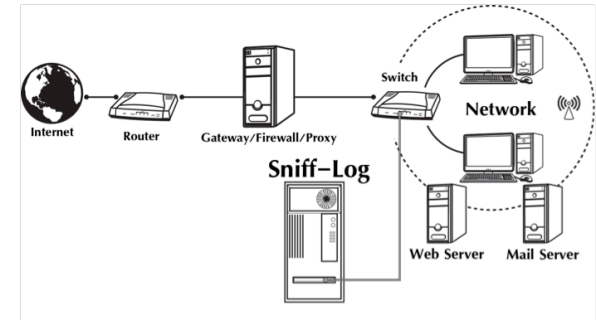 Switch
Network
Internet
Router
Gateway/Firewall/Proxy
Sniff-Log
Web Server
Mail Server